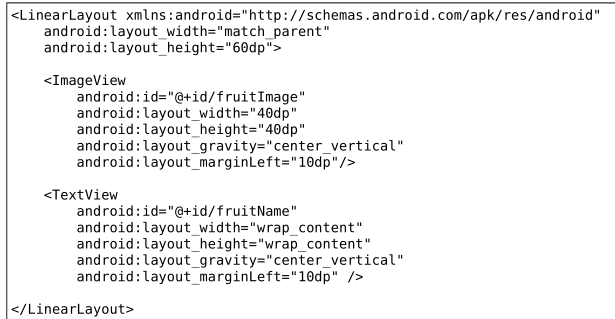 <LinearLayout xmlns:android="http://schemas.android.com/apk/res/android"
    android:layout_width="match_parent"
    android:layout_height="60dp">

    <ImageView
        android:id="@+id/fruitImage"
        android:layout_width="40dp"
        android:layout_height="40dp"
        android:layout_gravity="center_vertical"
        android:layout_marginLeft="10dp"/>

    <TextView
        android:id="@+id/fruitName"
        android:layout_width="wrap_content"
        android:layout_height="wrap_content"
        android:layout_gravity="center_vertical"
        android:layout_marginLeft="10dp" />

</LinearLayout>